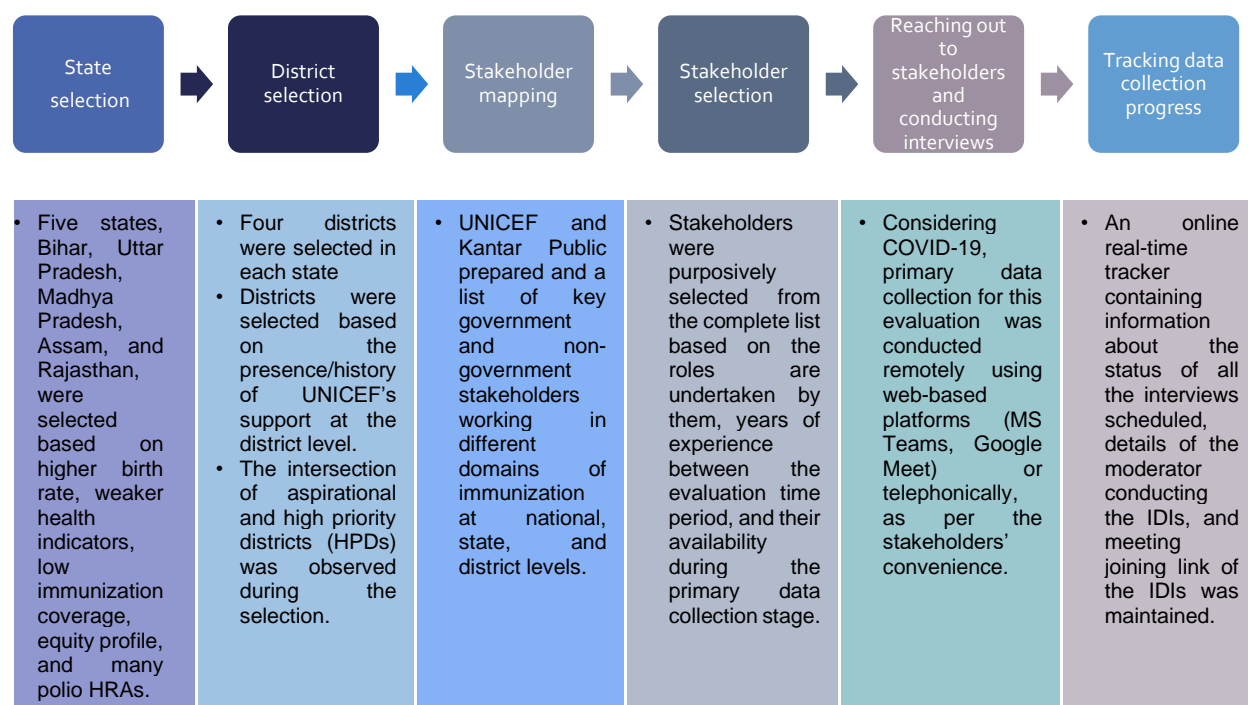 State
selection
District
selection
Stakeholder
mapping
Stakeholder
selection
Reaching out
to
stakeholders
and
conducting
interviews
Tracking data
collection
progress
• Five states,
Bihar, Uttar
Pradesh,
Madhya
Pradesh,
Assam, and
Rajasthan,
were
selected
based on
higher birth
rate, weaker
health
indicators,
low
immunization
coverage,
equity profile,
and many
polio HRAs.
• Four districts
were selected in
each state
• Districts were
selected based
on the
presence/history
of UNICEF’s
support at the
district level.
• The intersection
of aspirational
and high priority
districts (HPDs)
was observed
during the
selection.
• UNICEF and
Kantar Public
prepared and a
list of key
government
and non-
government
stakeholders
working in
different
domains of
immunization
at national,
state, and
district levels.
• Stakeholders
were
purposively
selected from
the complete list
based on the
roles are
undertaken by
them, years of
experience
between the
evaluation time
period, and their
availability
during the
primary data
collection stage.
• Considering
COVID-19,
primary data
collection for this
evaluation was
conducted
remotely using
web-based
platforms (MS
Teams, Google
Meet) or
telephonically,
as per the
stakeholders’
convenience.
• An online
real-time
tracker
containing
information
about the
status of all
the interviews
scheduled,
details of the
moderator
conducting
the IDIs, and
meeting
joining link of
the IDIs was
maintained.